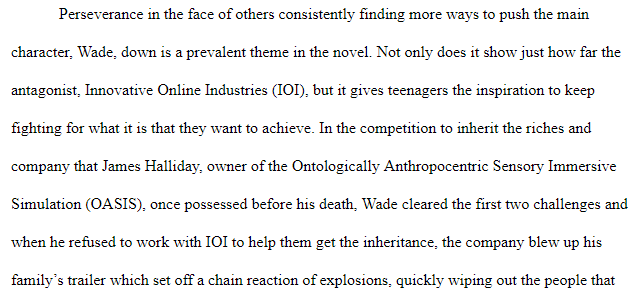 Perseverance in the face of others consistently finding more ways to push the main
character, Wade, down is a prevalent theme in the novel. Not only does it show just how far the
antagonist, Innovative Online Industries (IOI), but it gives teenagers the inspiration to keep
fighting for what it is that they want to achieve. In the competition to inherit the riches and
company that James Halliday, owner of the Ontologically Anthropocentric Sensory Immersive
Simulation (OASIS), once possessed before his death, Wade cleared the first two challenges and
when he refused to work with IOI to help them get the inheritance, the company blew up his
family’s trailer which set off a chain reaction of explosions, quickly wiping out the people that